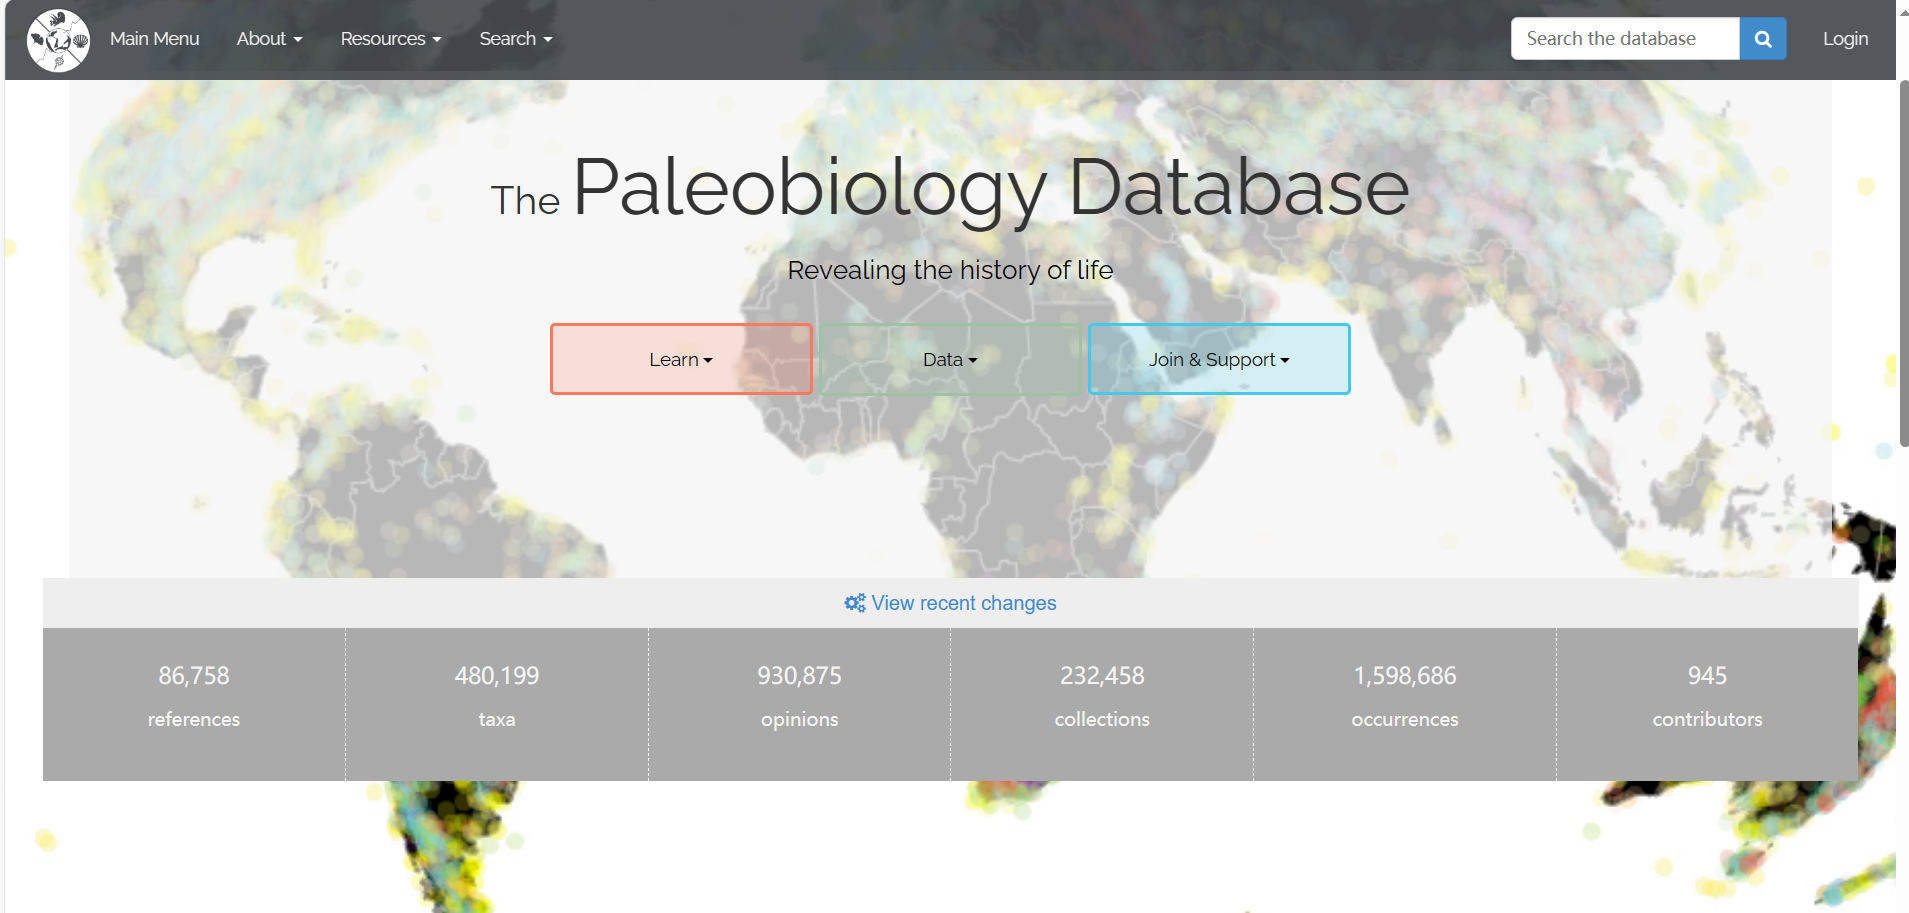 Main Menu About Resources Search Search the database Login
The Paleobiology Database
Revealing the history of life
Learn Data Join & Support
View recent changes
86,758 480,199 930,875 232,458 1,598,686 945
references taxa opinions collections occurrences contributors